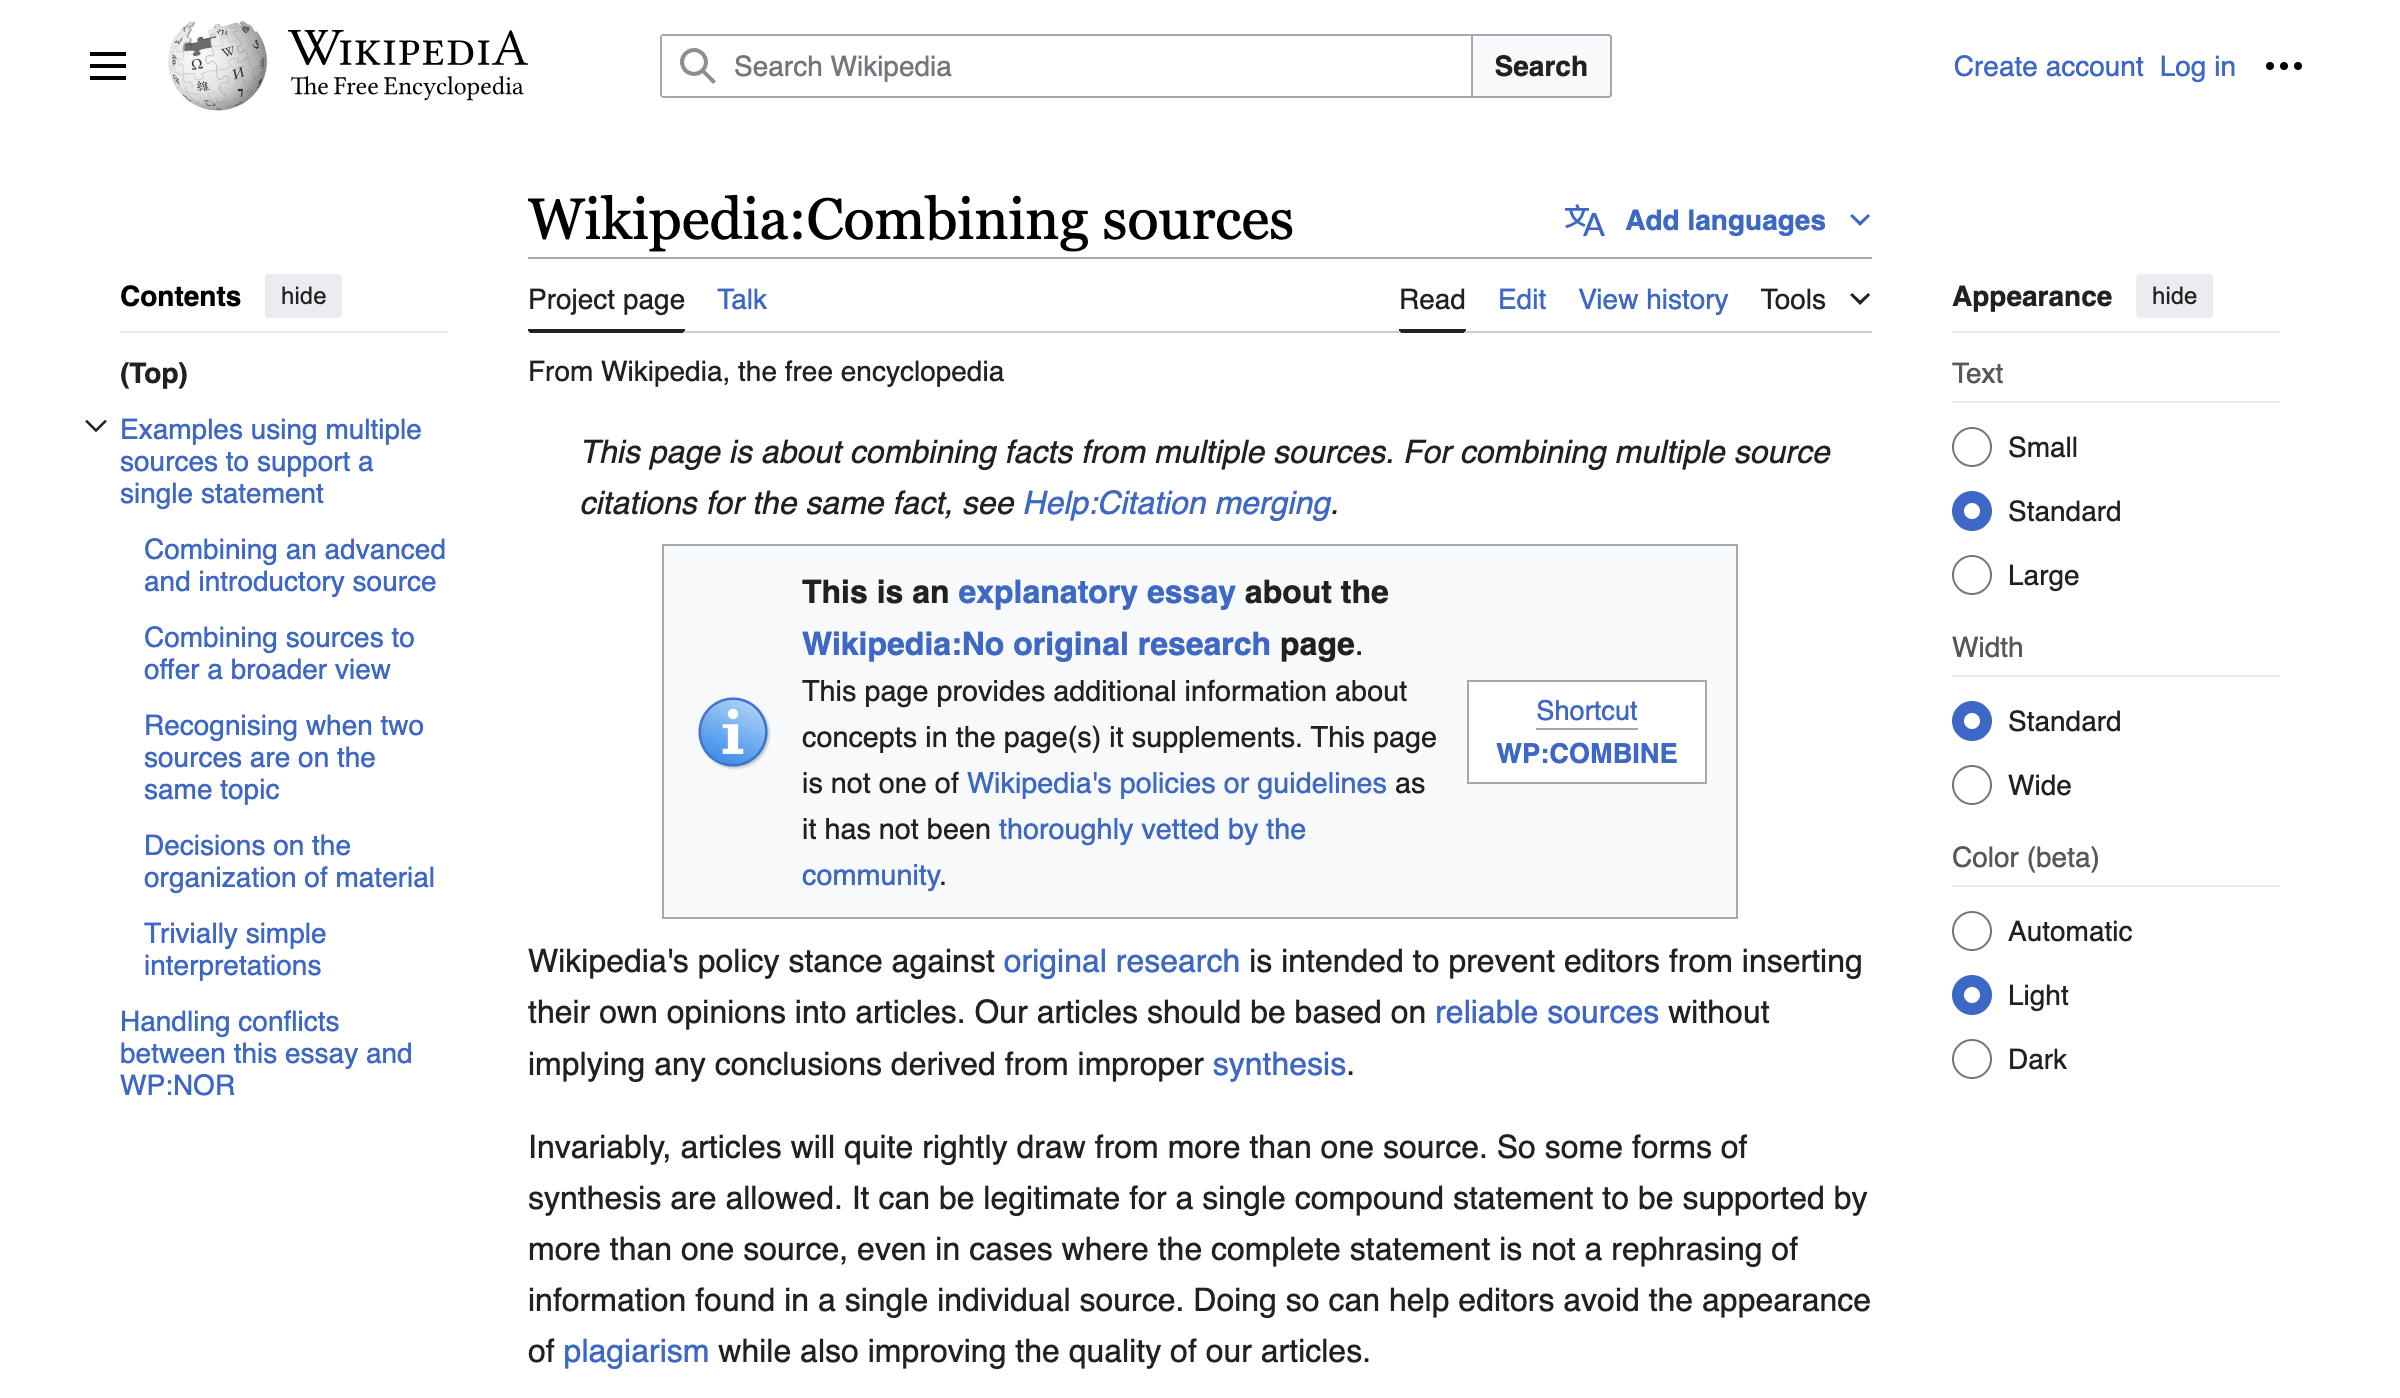 WIKIPEDIA
The Free Encyclopedia
Search Wikipedia
Search
Create account Log in
Wikipedia:Combining sources
Add languages
Contents hide
(Top)
Examples using multiple
sources to support a
single statement
Combining an advanced
and introductory source
Combining sources to
offer a broader view
Recognising when two
sources are on the
same topic
Decisions on the
organization of material
Trivially simple
interpretations
Handling conflicts
between this essay and
WP:NOR
Project page Talk
Read Edit View history Tools
From Wikipedia, the free encyclopedia
This page is about combining facts from multiple sources. For combining multiple source
citations for the same fact, see Help:Citation merging.
This is an explanatory essay about the
Wikipedia:No original research page.
This page provides additional information about
concepts in the page(s) it supplements. This page
is not one of Wikipedia's policies or guidelines as
it has not been thoroughly vetted by the
community.
Shortcut
WP:COMBINE
Wikipedia's policy stance against original research is intended to prevent editors from inserting
their own opinions into articles. Our articles should be based on reliable sources without
implying any conclusions derived from improper synthesis.
Invariably, articles will quite rightly draw from more than one source. So some forms of
synthesis are allowed. It can be legitimate for a single compound statement to be supported by
more than one source, even in cases where the complete statement is not a rephrasing of
information found in a single individual source. Doing so can help editors avoid the appearance
of plagiarism while also improving the quality of our articles.
Appearance hide
Text
Small
Standard
Large
Width
Standard
Wide
Color (beta)
Automatic
Light
Dark